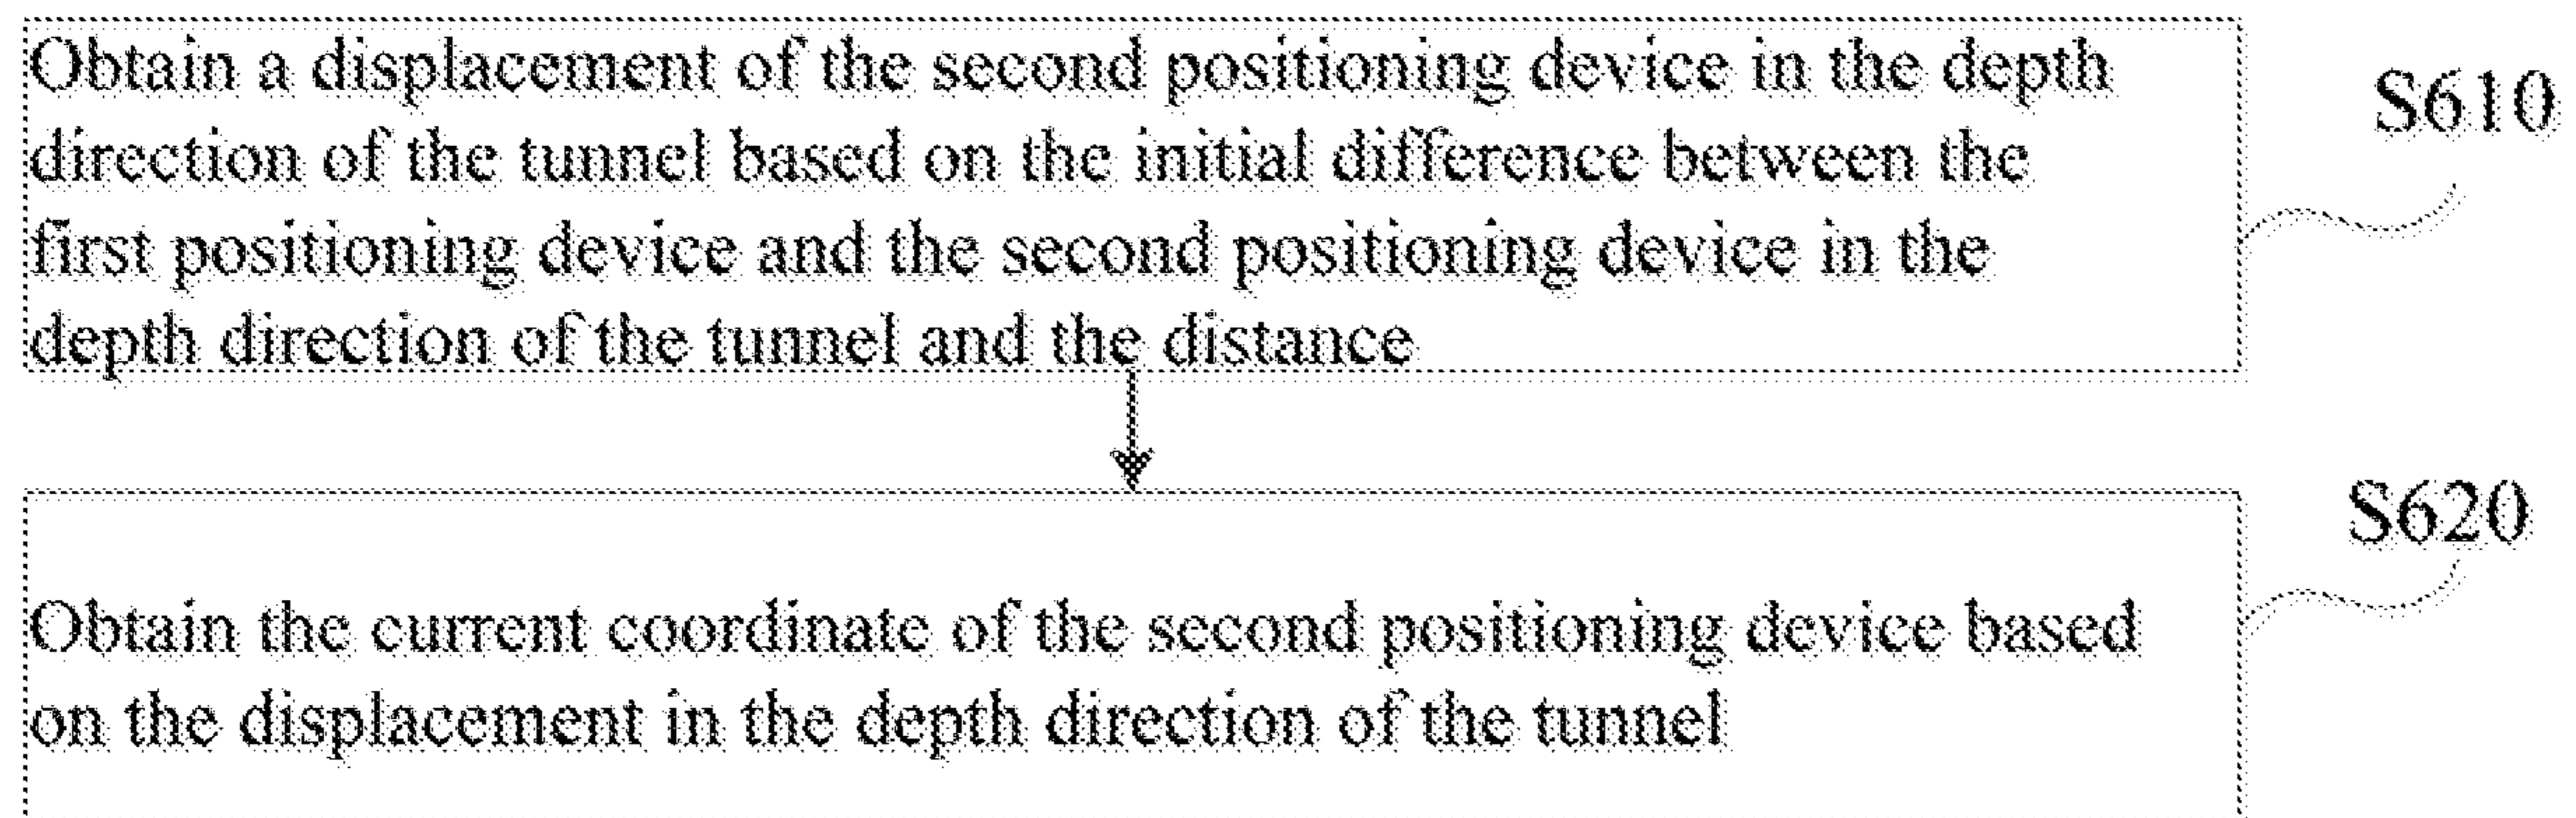 Obtain a displacement of the second positioning device in the depth
direction of the tunnel based on the initial difference between the
first positioning device and the second positioning device in the
depth direction of the tunnel and the distance
S610
S620
Obtain the current coordinate of the second positioning device based
on the displacement in the depth direction of the tunnel